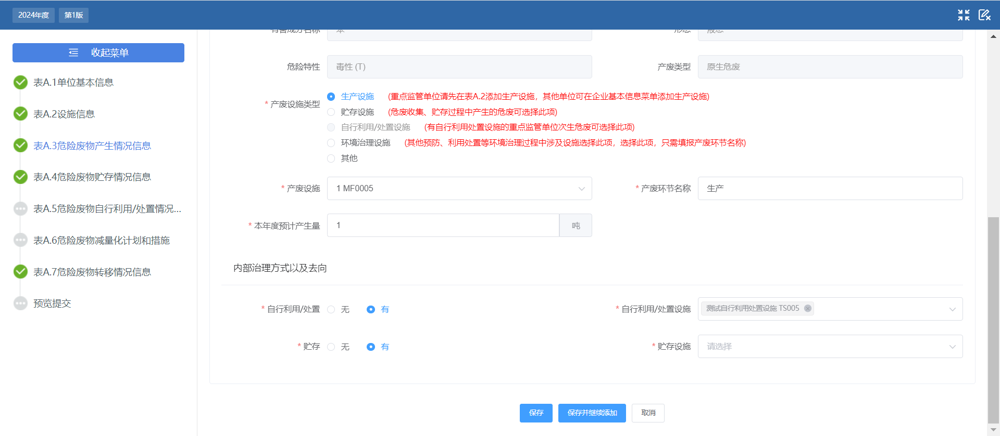 2024年度 第1版
收起菜单
表A.1单位基本信息
表A.2设施信息
表A.3危险废物产生情况信息
表A.4危险废物贮存情况信息
表A.5危险废物自行利用/处置情况...
表A.6危险废物减量化计划和措施
表A.7危险废物转移情况信息
预览提交
有害成分名称 苯 形态 液态
危险特性 毒性 (T) 产废类型 原生危废
* 产废设施类型
生产设施 (重点监管单位请先在表A.2添加生产设施，其他单位可在企业基本信息菜单添加生产设施)
贮存设施 (危废收集、贮存过程中产生的危废可选择此项)
自行利用/处置设施 (有自行利用处置设施的重点监管单位次生危废可选择此项)
环境治理设施 (其他预防、利用处置等环境治理过程中涉及设施选择此项，选择此项，只需填报产废环节名称)
其他
* 产废设施 1 MF0005 * 产废环节名称 生产
* 本年度预计产生量 1 吨
内部治理方式以及去向
* 自行利用/处置 无 有 * 自行利用/处置设施 测试自行利用处置设施 TS005
* 贮存 无 有 * 贮存设施 请选择
保存 保存并继续添加 取消